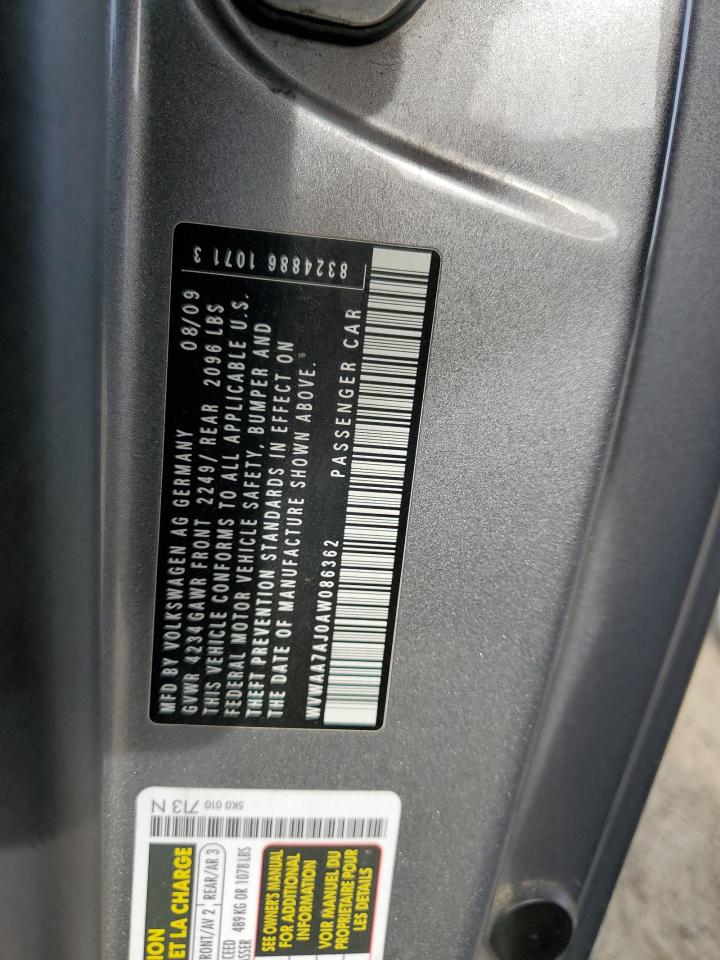 MFD BY VOLKSWAGEN AG GERMANY 08/09
GVWR 4234 GAWR FRONT 2249/ REAR 2096 LBS
THIS VEHICLE CONFORMS TO ALL APPLICABLE U.S.
FEDERAL MOTOR VEHICLE SAFETY, BUMPER AND
THEFT PREVENTION STANDARDS IN EFFECT ON
THE DATE OF MANUFACTURE SHOWN ABOVE.
WVWAA7AJ0AW086362 PASSENGER CAR
8324886 1071 3
5K0 010
713 N
ET LA CHARGE
RONT/AV 2 REAR/AR 3
489 KG OR 1078 LBS
SEE OWNER'S MANUAL
FOR ADDITIONAL
INFORMATION
VOIR MANUEL DU
PROPRIETAIRE POUR
LES DETAILS